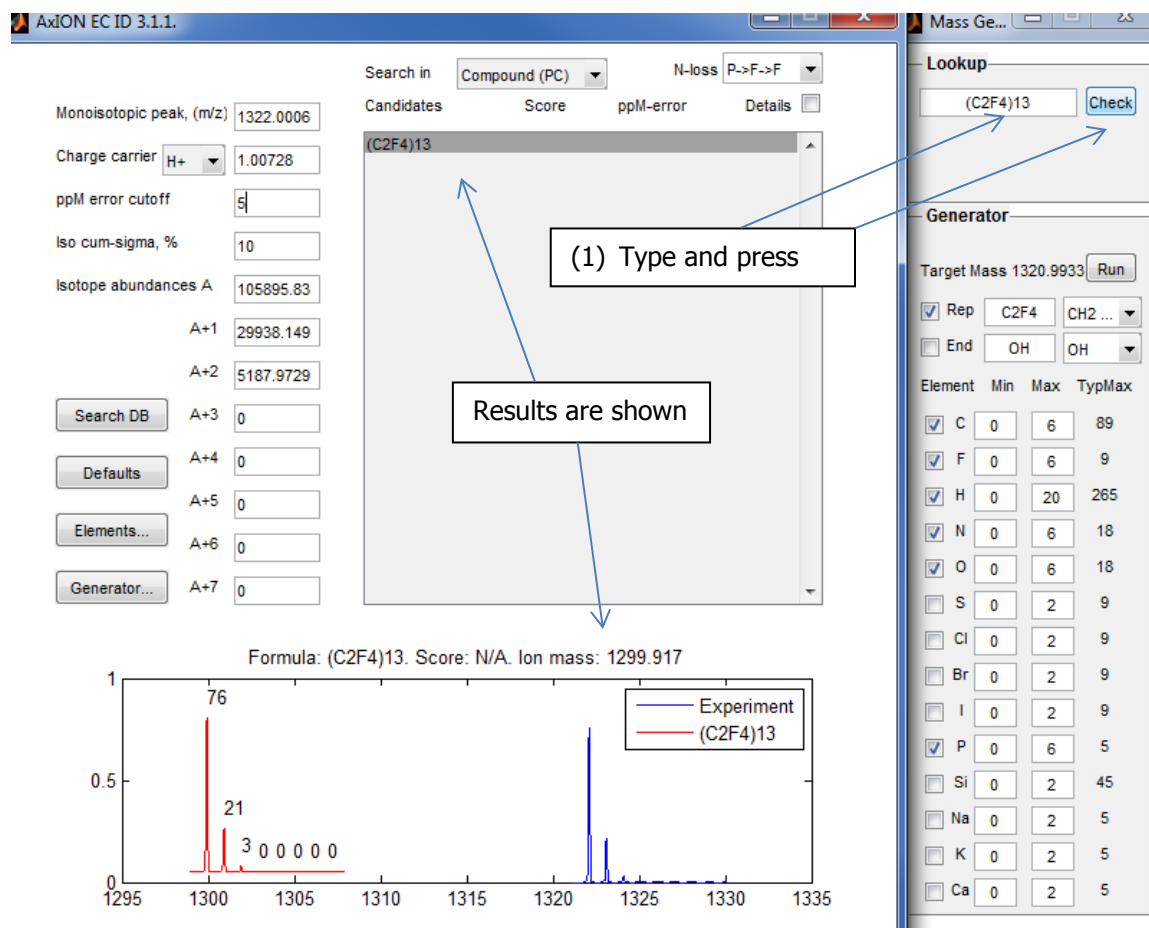 AxION EC ID 3.1.1.
Search in Compound (PC) N-loss P->F->F
Candidates Score ppM-error Details
Monoisotopic peak, (m/z) 1322.0006
Charge carrier H+ 1.00728
ppM error cutoff 5
Iso cum-sigma, % 10
Isotope abundances A 105895.83
A+1 29938.149
A+2 5187.9729
Search DB A+3 0
A+4 0
Defaults
A+5 0
Elements...
A+6 0
Generator... A+7 0
(C2F4)13
(1) Type and press
Results are shown
Formula: (C2F4)13. Score: N/A. Ion mass: 1299.917
1
0.5
0
76
21
3 0 0 0 0 0
Experiment
(C2F4)13
1295 1300 1305 1310 1315 1320 1325 1330 1335
Mass Ge...
Lookup
(C2F4)13 Check
Generator
Target Mass 1320.9933 Run
Rep C2F4 CH2 ...
End OH OH
Element Min Max TypMax
C 0 6 89
F 0 6 9
H 0 20 265
N 0 6 18
O 0 6 18
S 0 2 9
Cl 0 2 9
Br 0 2 9
I 0 2 9
P 0 6 5
Si 0 2 45
Na 0 2 5
K 0 2 5
Ca 0 2 5